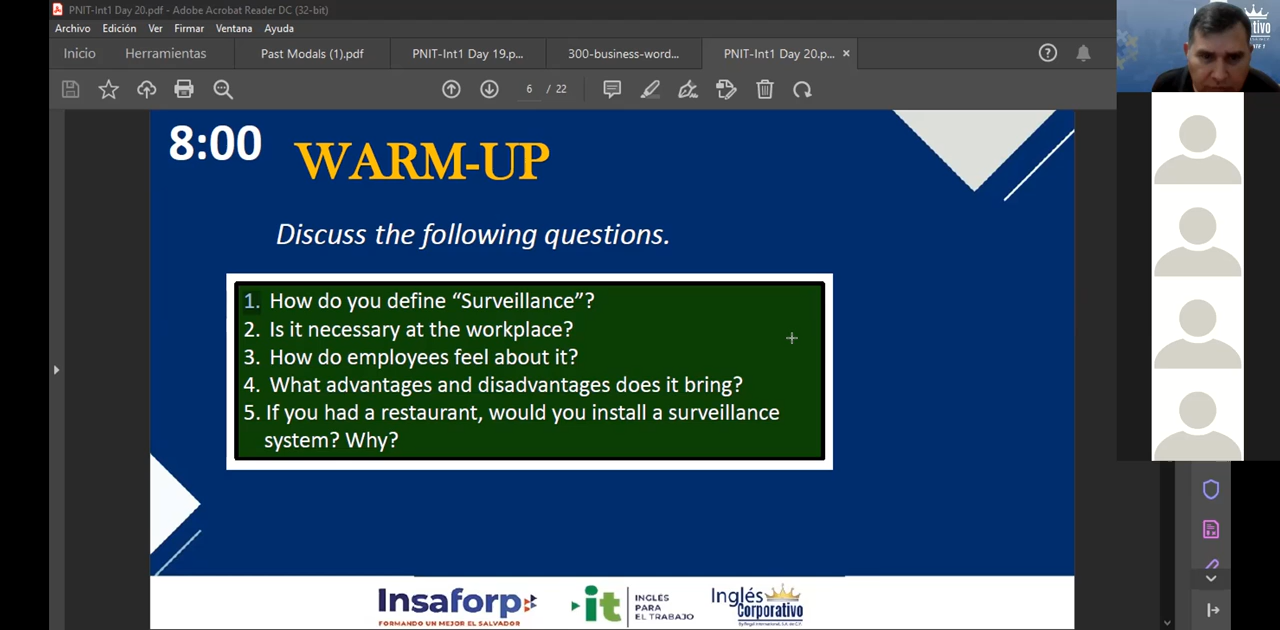 PNIT-Int1 Day 20.pdf - Adobe Acrobat Reader DC (32-bit)
Archivo Edición Ver Firmar Ventana Ayuda
Inicio Herramientas Past Modals (1).pdf PNIT-Int1 Day 19.p... 300-business-word... PNIT-Int1 Day 20.p... ×
6 / 22
8:00 WARM-UP
Discuss the following questions.
1. How do you define “Surveillance”?
2. Is it necessary at the workplace?
3. How do employees feel about it?
4. What advantages and disadvantages does it bring?
5. If you had a restaurant, would you install a surveillance
system? Why?
Insaforp
FORMANDO UN MEJOR EL SALVADOR
it
INGLÉS
PARA
EL TRABAJO
Inglés
Corporativo